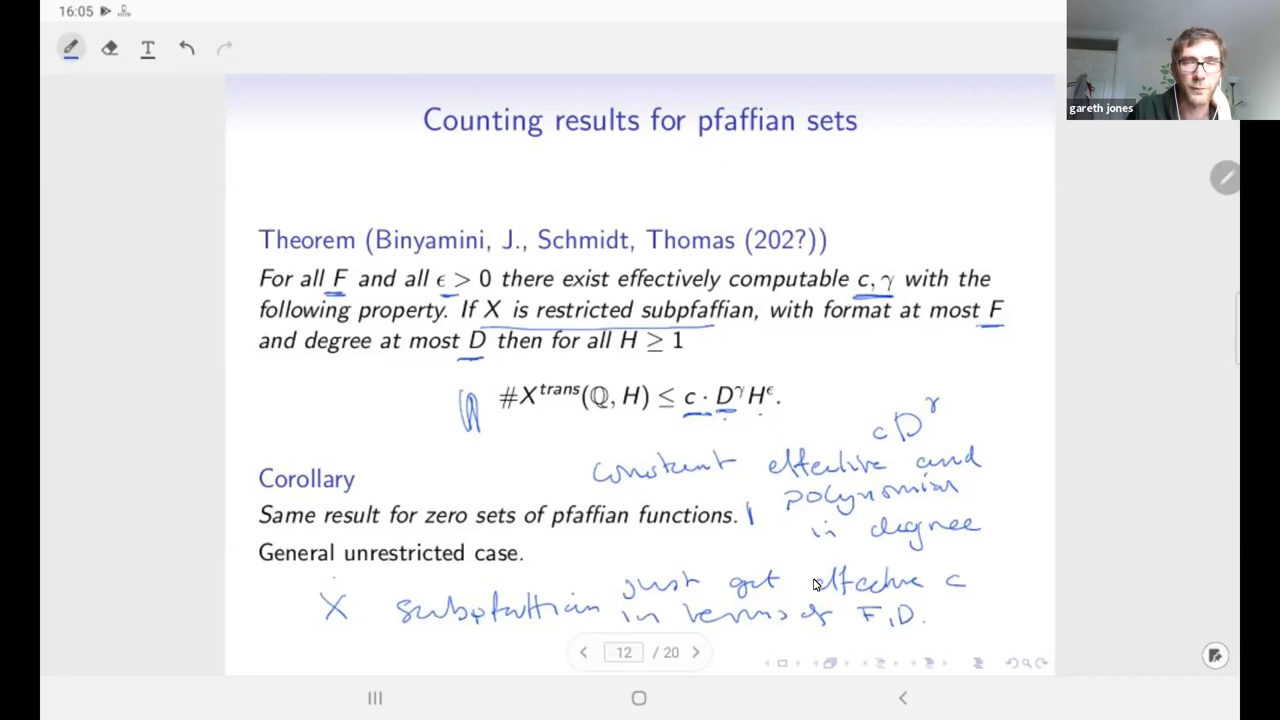 16:05
gareth jones
Counting results for pfaffian sets
Theorem (Binyamini, J., Schmidt, Thomas (202?))
For all F and all ϵ > 0 there exist effectively computable c, γ with the
following property. If X is restricted subpfaffian, with format at most F
and degree at most D then for all H ≥ 1
#X^trans(ℚ, H) ≤ c · D^γ H^ϵ.
c D^γ
constant effective and
polynomial
in degree
Corollary
Same result for zero sets of pfaffian functions.
General unrestricted case.
X subpfaffian just get effective c
in terms of F, D.
12 / 20